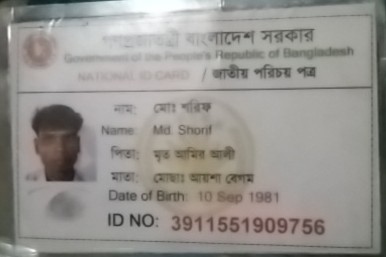 গণপ্রজাতন্ত্রী বাংলাদেশ সরকার
Government of the People's Republic of Bangladesh
NATIONAL ID CARD / জাতীয় পরিচয় পত্র
নাম: মোঃ শরিফ
Name: Md. Shorif
পিতা: মৃত আমির আলী
মাতা: মোছাঃ আয়শা বেগম
Date of Birth: 10 Sep 1981
ID NO: 3911551909756